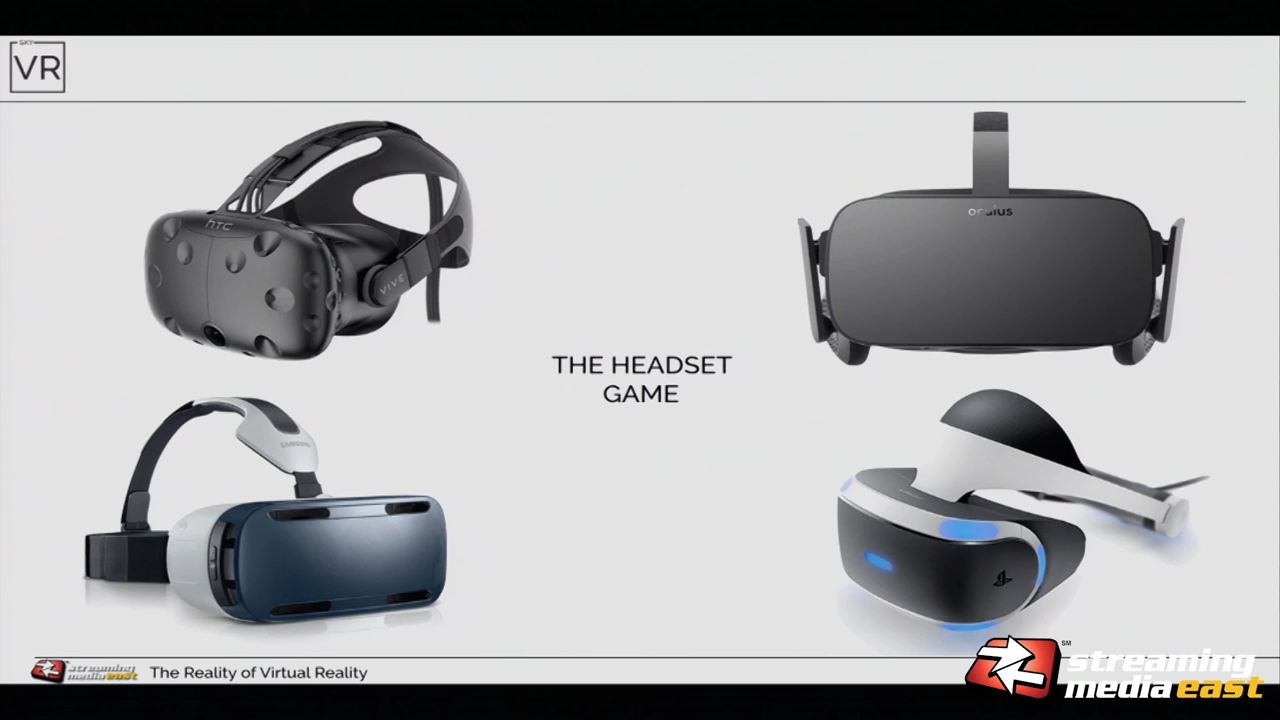 SKY
VR
HTC
VIVE
oculus
THE HEADSET
GAME
SAMSUNG
streaming
media east
The Reality of Virtual Reality
SM
streaming
media east